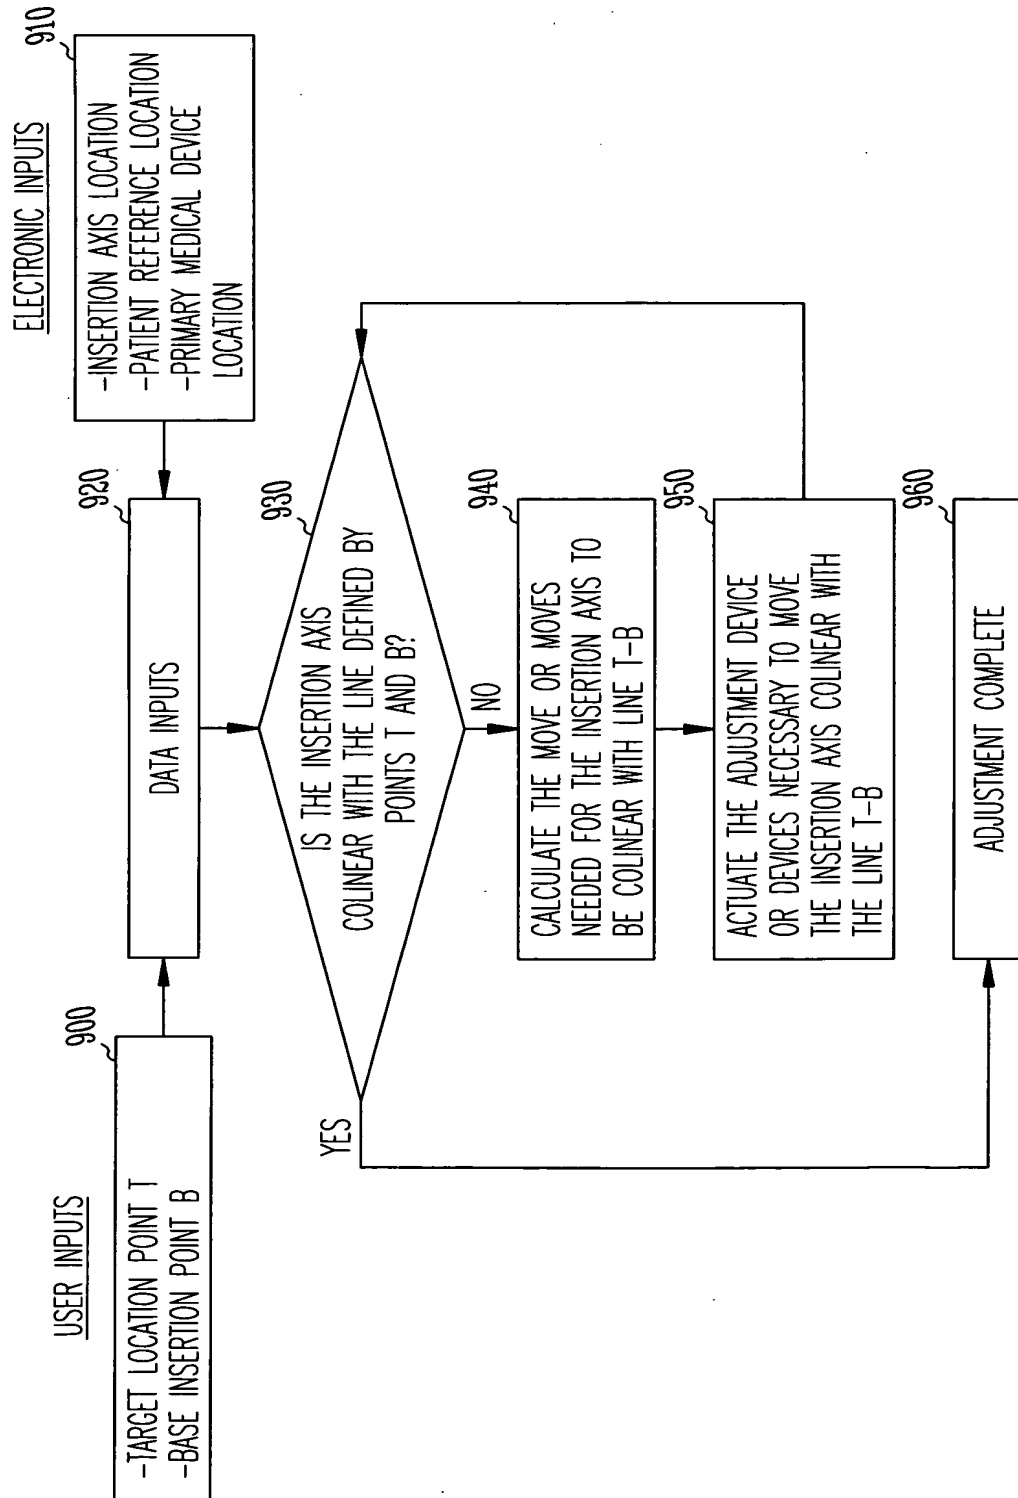 USER INPUTS
900
-TARGET LOCATION POINT T
-BASE INSERTION POINT B
ELECTRONIC INPUTS
910
-INSERTION AXIS LOCATION
-PATIENT REFERENCE LOCATION
-PRIMARY MEDICAL DEVICE
LOCATION
920
DATA INPUTS
930
IS THE INSERTION AXIS
COLINEAR WITH THE LINE DEFINED BY
POINTS T AND B?
YES
NO
940
CALCULATE THE MOVE OR MOVES
NEEDED FOR THE INSERTION AXIS TO
BE COLINEAR WITH LINE T-B
950
ACTUATE THE ADJUSTMENT DEVICE
OR DEVICES NECESSARY TO MOVE
THE INSERTION AXIS COLINEAR WITH
THE LINE T-B
960
ADJUSTMENT COMPLETE